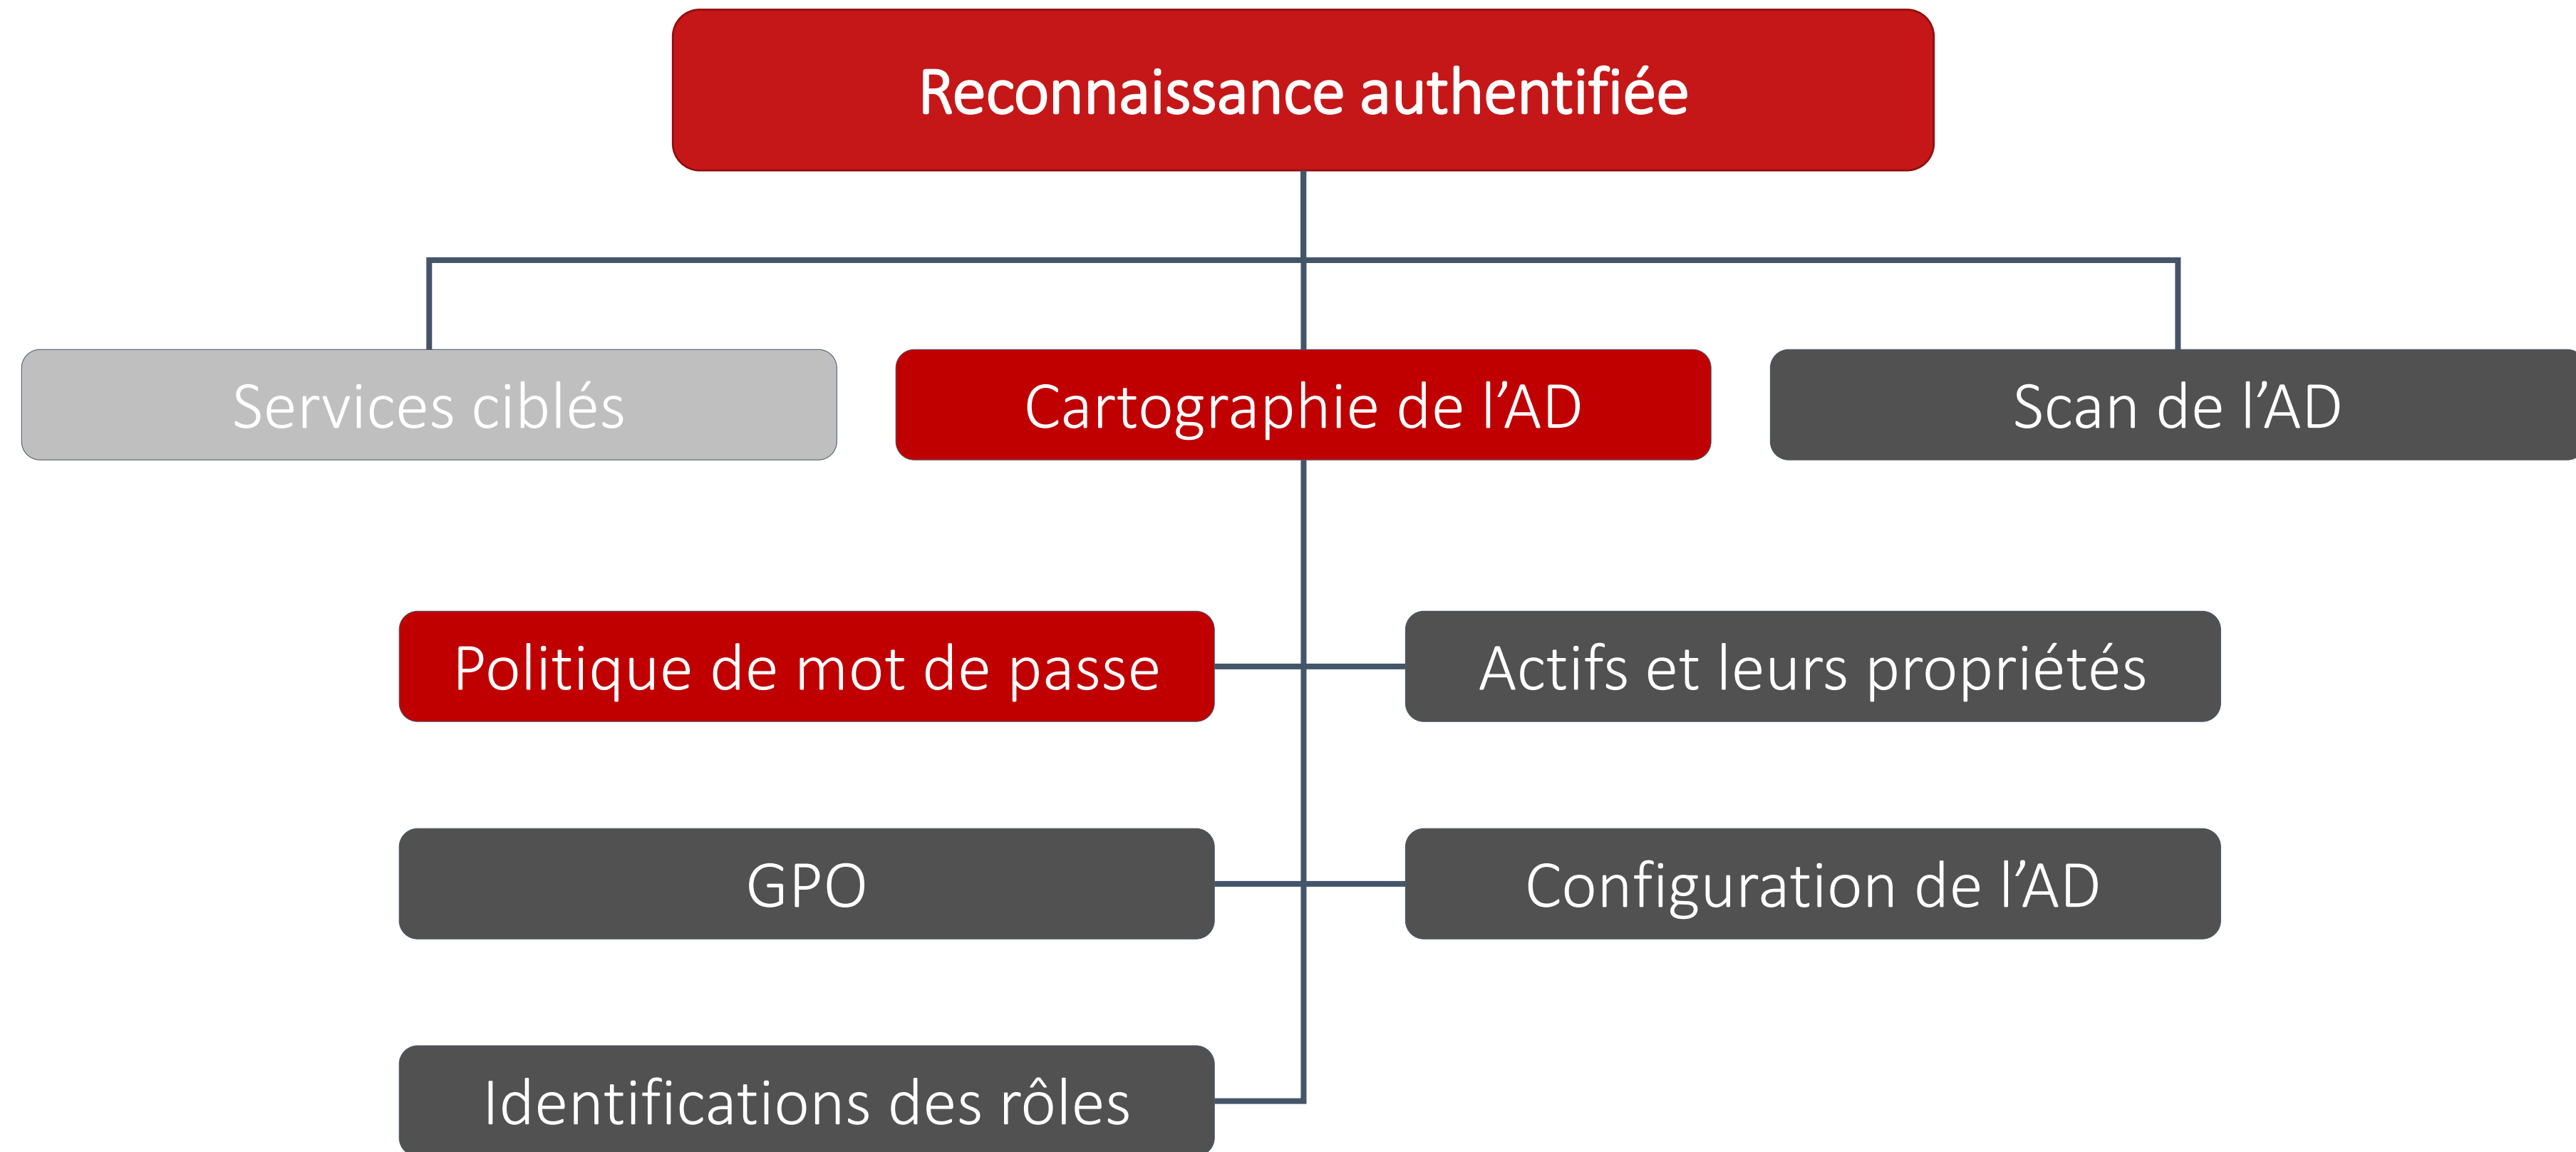 Reconnaissance authentifiée
Services ciblés
Cartographie de l’AD
Scan de l’AD
Politique de mot de passe
Actifs et leurs propriétés
GPO
Configuration de l’AD
Identifications des rôles